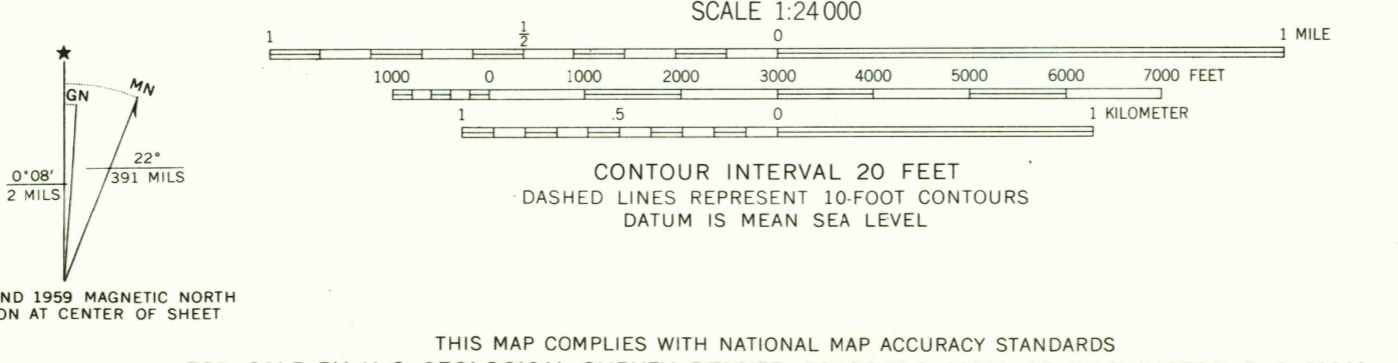 SCALE 1:24 000
1 ½ 0 1 MILE
1000 0 1000 2000 3000 4000 5000 6000 7000 FEET
1 .5 0 1 KILOMETER
CONTOUR INTERVAL 20 FEET
DASHED LINES REPRESENT 10-FOOT CONTOURS
DATUM IS MEAN SEA LEVEL
★
GN
MN
0°08′
2 MILS
22°
391 MILS
ND 1959 MAGNETIC NORTH
ON AT CENTER OF SHEET
THIS MAP COMPLIES WITH NATIONAL MAP ACCURACY STANDARDS